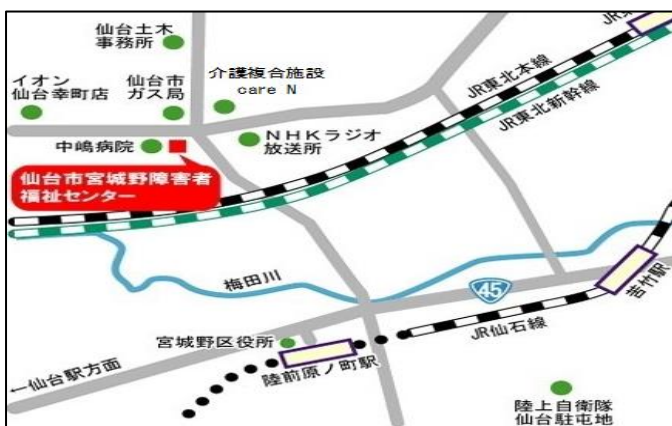 仙台土木
事務所
イオン
仙台幸町店
仙台市
ガス局
介護複合施設
care N
JR東北本線
JR東北新幹線
中嶋病院
NHKラジオ
放送所
仙台市宮城野障害者
福祉センター
梅田川
45
苦竹駅
宮城野区役所
JR仙石線
←仙台駅方面
陸前原ノ町駅
陸上自衛隊
仙台駐屯地